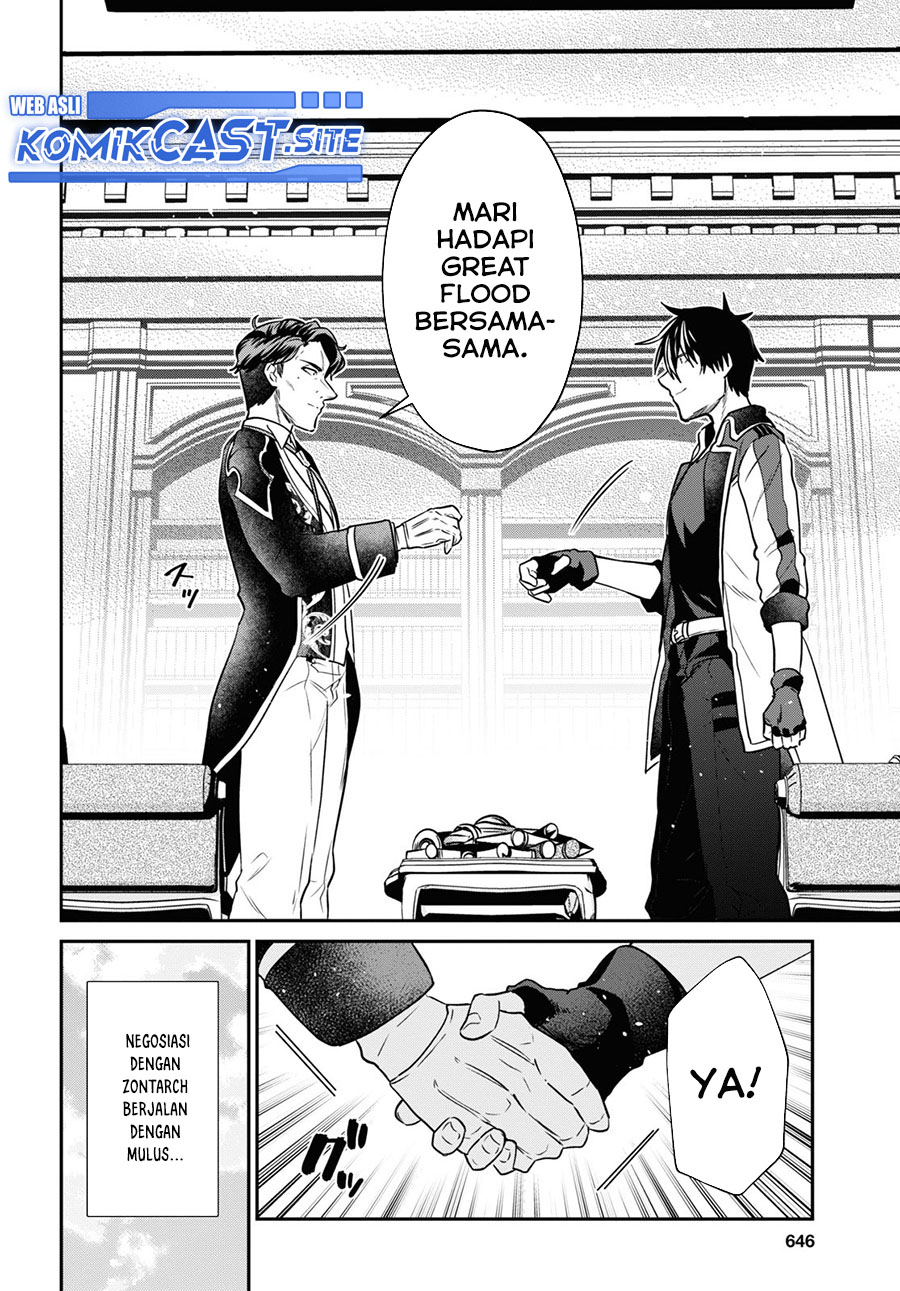 WEB ASLI
KOMIKCAST.SITE
MARI
HADAPI
GREAT
FLOOD
BERSAMA-
SAMA.
スッ
YA!
グッ
NEGOSIASI
DENGAN
ZONTARCH
BERJALAN
DENGAN
MULUS...
646